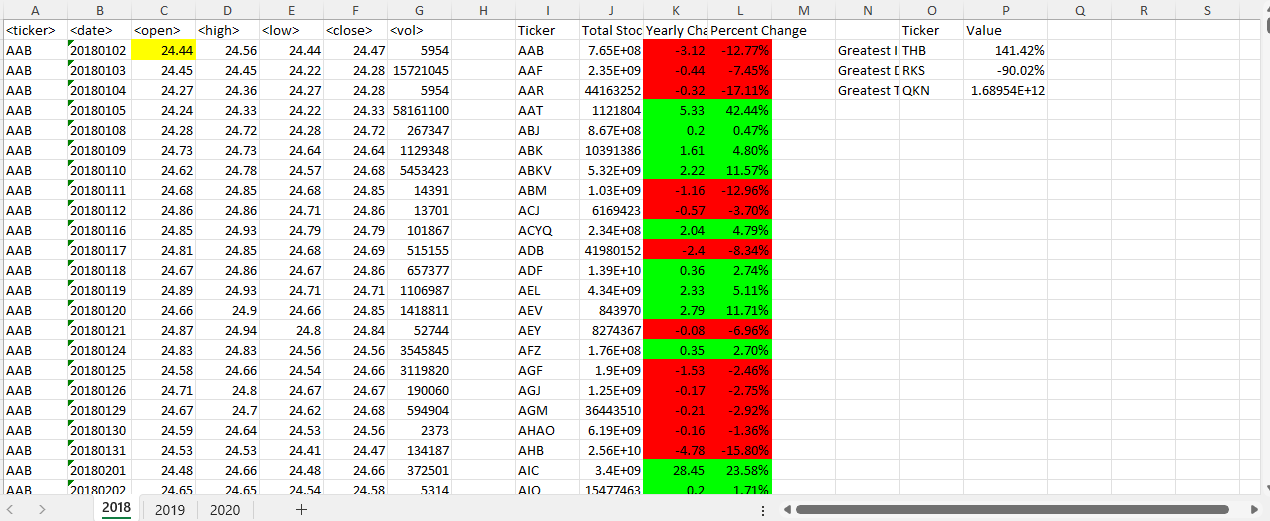 A B C D E F G H I J K L M N O P Q R S
<ticker> <date> <open> <high> <low> <close> <vol> Ticker Total Stoc Yearly Cha Percent Change Ticker Value
AAB 20180102 24.44 24.56 24.44 24.47 5954 AAB 7.65E+08 -3.12 -12.77% Greatest I THB 141.42%
AAB 20180103 24.45 24.45 24.22 24.28 15721045 AAF 2.35E+09 -0.44 -7.45% Greatest D RKS -90.02%
AAB 20180104 24.27 24.36 24.27 24.28 5954 AAR 44163252 -0.32 -17.11% Greatest T QKN 1.68954E+12
AAB 20180105 24.24 24.33 24.22 24.33 58161100 AAT 1121804 5.33 42.44%
AAB 20180108 24.28 24.72 24.28 24.72 267347 ABJ 8.67E+08 0.2 0.47%
AAB 20180109 24.73 24.73 24.64 24.64 1129348 ABK 10391386 1.61 4.80%
AAB 20180110 24.62 24.78 24.57 24.68 5453423 ABKV 5.32E+09 2.22 11.57%
AAB 20180111 24.68 24.85 24.68 24.85 14391 ABM 1.03E+09 -1.16 -12.96%
AAB 20180112 24.86 24.86 24.71 24.86 13701 ACJ 6169423 -0.57 -3.70%
AAB 20180116 24.85 24.93 24.79 24.79 101867 ACYQ 2.34E+08 2.04 4.79%
AAB 20180117 24.81 24.85 24.68 24.69 515155 ADB 41980152 -2.4 -8.34%
AAB 20180118 24.67 24.86 24.67 24.86 657377 ADF 1.39E+10 0.36 2.74%
AAB 20180119 24.89 24.93 24.71 24.71 1106987 AEL 4.34E+09 2.33 5.11%
AAB 20180120 24.66 24.9 24.66 24.85 1418811 AEV 843970 2.79 11.71%
AAB 20180121 24.87 24.94 24.8 24.84 52744 AEY 8274367 -0.08 -6.96%
AAB 20180124 24.83 24.83 24.56 24.56 3545845 AFZ 1.76E+08 0.35 2.70%
AAB 20180125 24.58 24.66 24.54 24.66 3119820 AGF 1.9E+09 -1.53 -2.46%
AAB 20180126 24.71 24.8 24.67 24.67 190060 AGJ 1.25E+09 -0.17 -2.75%
AAB 20180129 24.67 24.7 24.62 24.68 594904 AGM 36443510 -0.21 -2.92%
AAB 20180130 24.59 24.64 24.53 24.56 2373 AHAO 6.19E+09 -0.16 -1.36%
AAB 20180131 24.53 24.53 24.41 24.47 134187 AHB 2.56E+10 -4.78 -15.80%
AAB 20180201 24.48 24.66 24.48 24.66 372501 AIC 3.4E+09 28.45 23.58%
AAB 20180202 24.65 24.65 24.54 24.58 5314 AIO 15477463 0.2 1.71%
2018 2019 2020